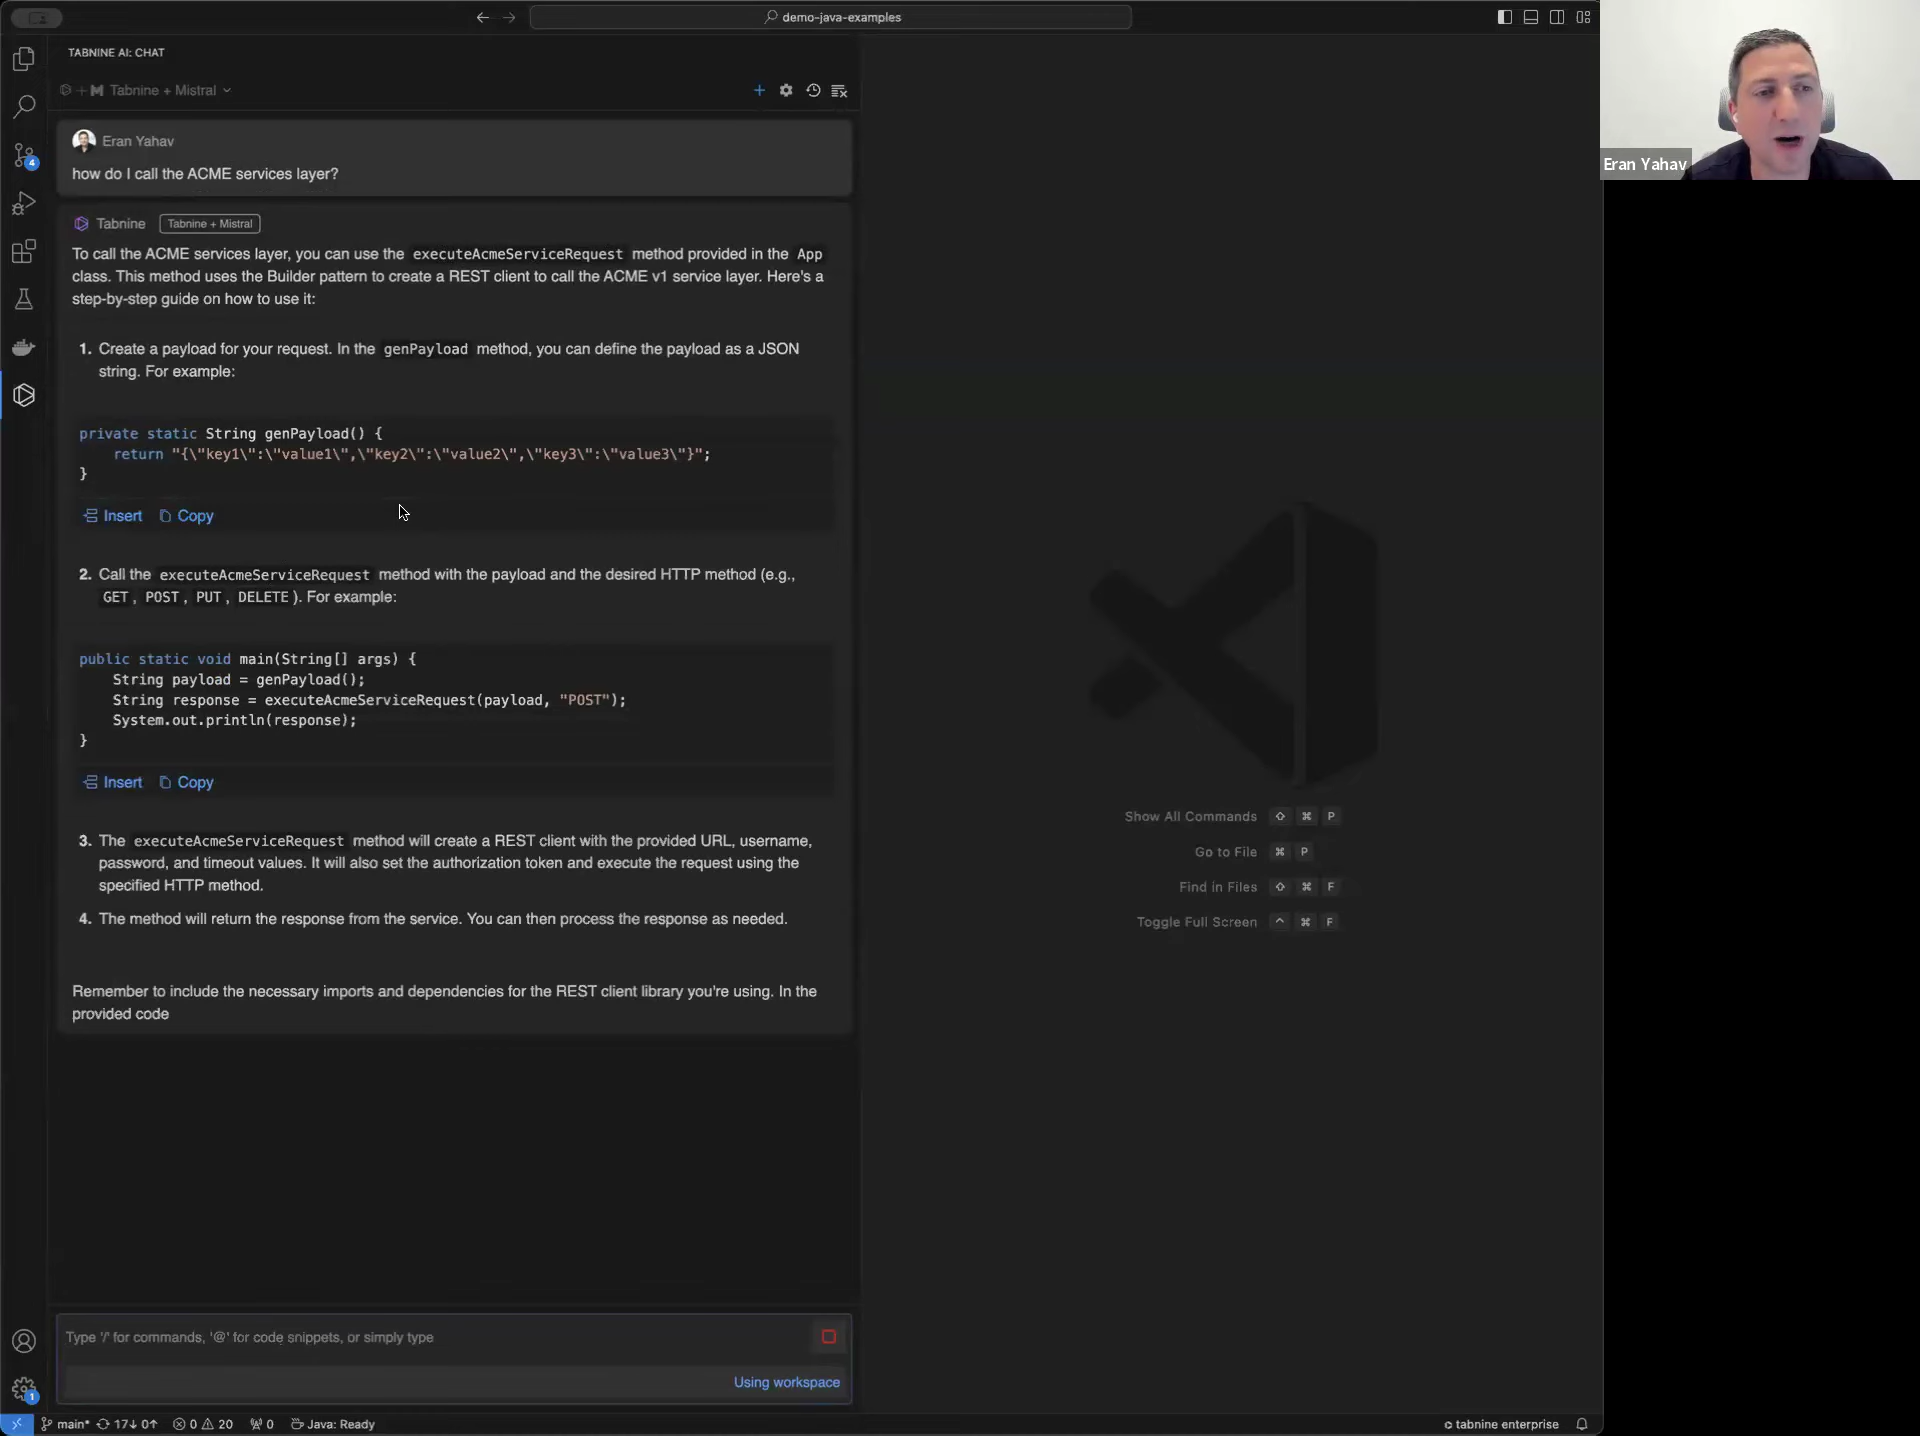 demo-java-examples
TABNINE AI: CHAT
Tabnine + Mistral
Eran Yahav
how do I call the ACME services layer?
Tabnine Tabnine + Mistral
To call the ACME services layer, you can use the executeAcmeServiceRequest method provided in the App
class. This method uses the Builder pattern to create a REST client to call the ACME v1 service layer. Here's a
step-by-step guide on how to use it:
1. Create a payload for your request. In the genPayload method, you can define the payload as a JSON
string. For example:
private static String genPayload() {
return "{\"key1\":\"value1\",\"key2\":\"value2\",\"key3\":\"value3\"}";
}
Insert Copy
2. Call the executeAcmeServiceRequest method with the payload and the desired HTTP method (e.g.,
GET, POST, PUT, DELETE). For example:
public static void main(String[] args) {
String payload = genPayload();
String response = executeAcmeServiceRequest(payload, "POST");
System.out.println(response);
}
Insert Copy
3. The executeAcmeServiceRequest method will create a REST client with the provided URL, username,
password, and timeout values. It will also set the authorization token and execute the request using the
specified HTTP method.
4. The method will return the response from the service. You can then process the response as needed.
Remember to include the necessary imports and dependencies for the REST client library you're using. In the
provided code
Type '/' for commands, '@' for code snippets, or simply type
Using workspace
4
1
main* 17↓ 0↑ 0 20 0 Java: Ready
tabnine enterprise
Show All Commands ⇧ ⌘ P
Go to File ⌘ P
Find in Files ⇧ ⌘ F
Toggle Full Screen ^ ⌘ F
Eran Yahav